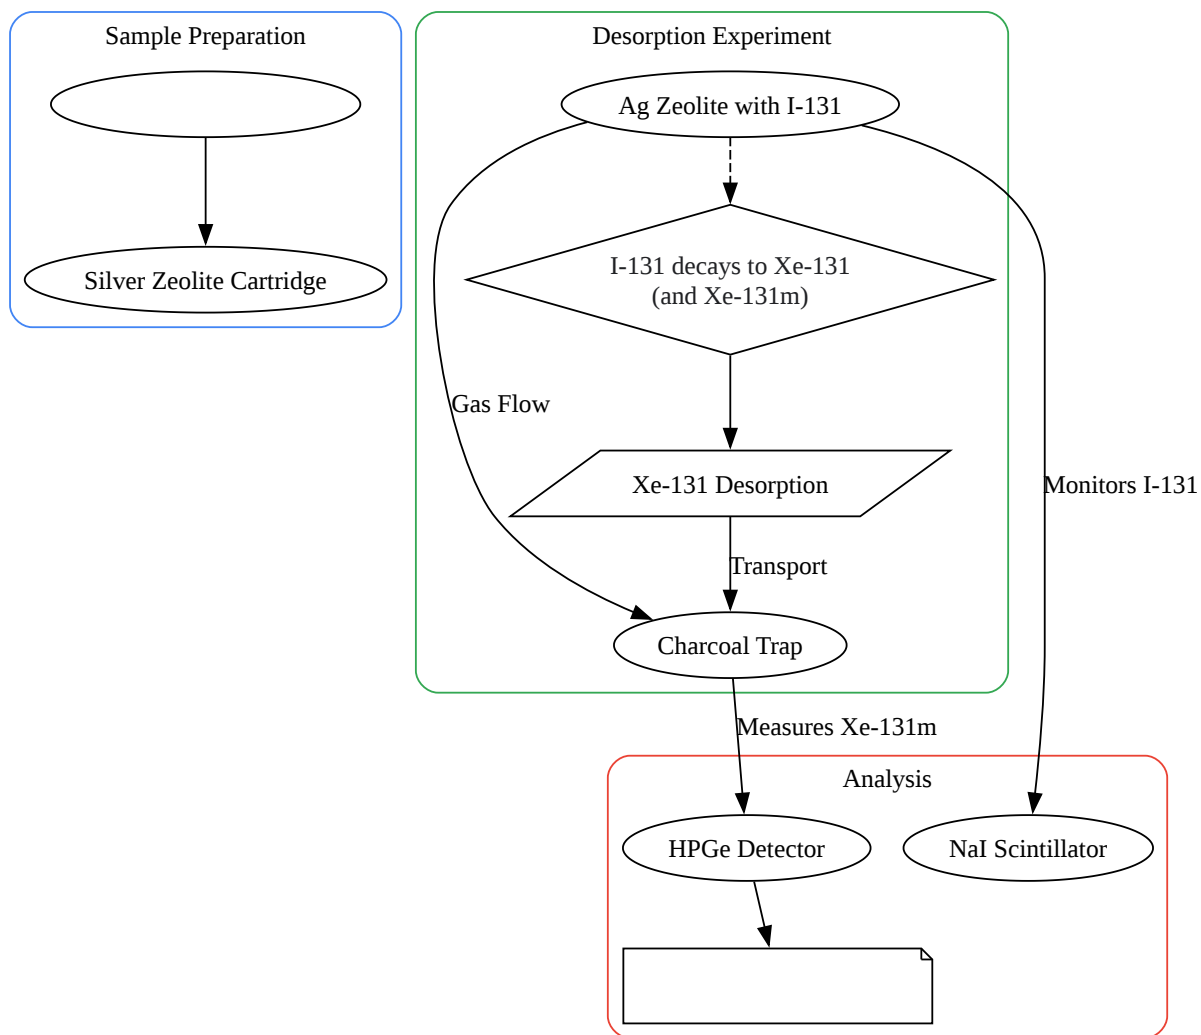 Sample Preparation
Silver Zeolite Cartridge
Desorption Experiment
Ag Zeolite with I-131
I-131 decays to Xe-131
(and Xe-131m)
Gas Flow
Xe-131 Desorption
Monitors I-131
Transport
Charcoal Trap
Measures Xe-131m
Analysis
HPGe Detector
NaI Scintillator